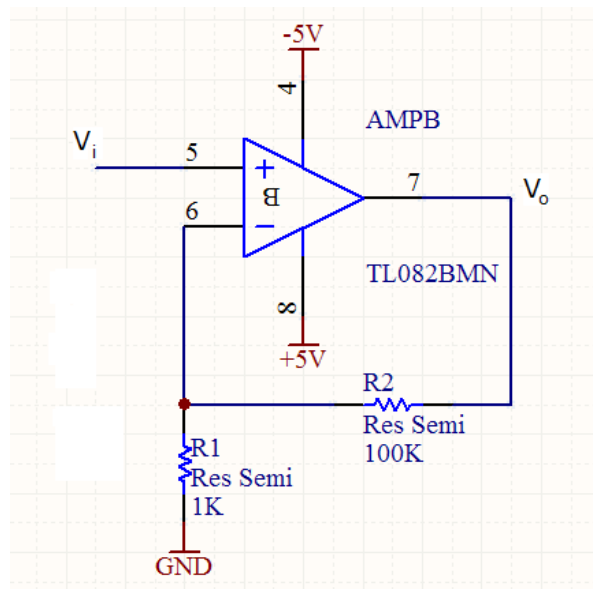 -5V
4
AMPB
Vi
5
+
B
7
Vo
6
−
TL082BMN
8
+5V
R2
Res Semi
100K
R1
Res Semi
1K
GND